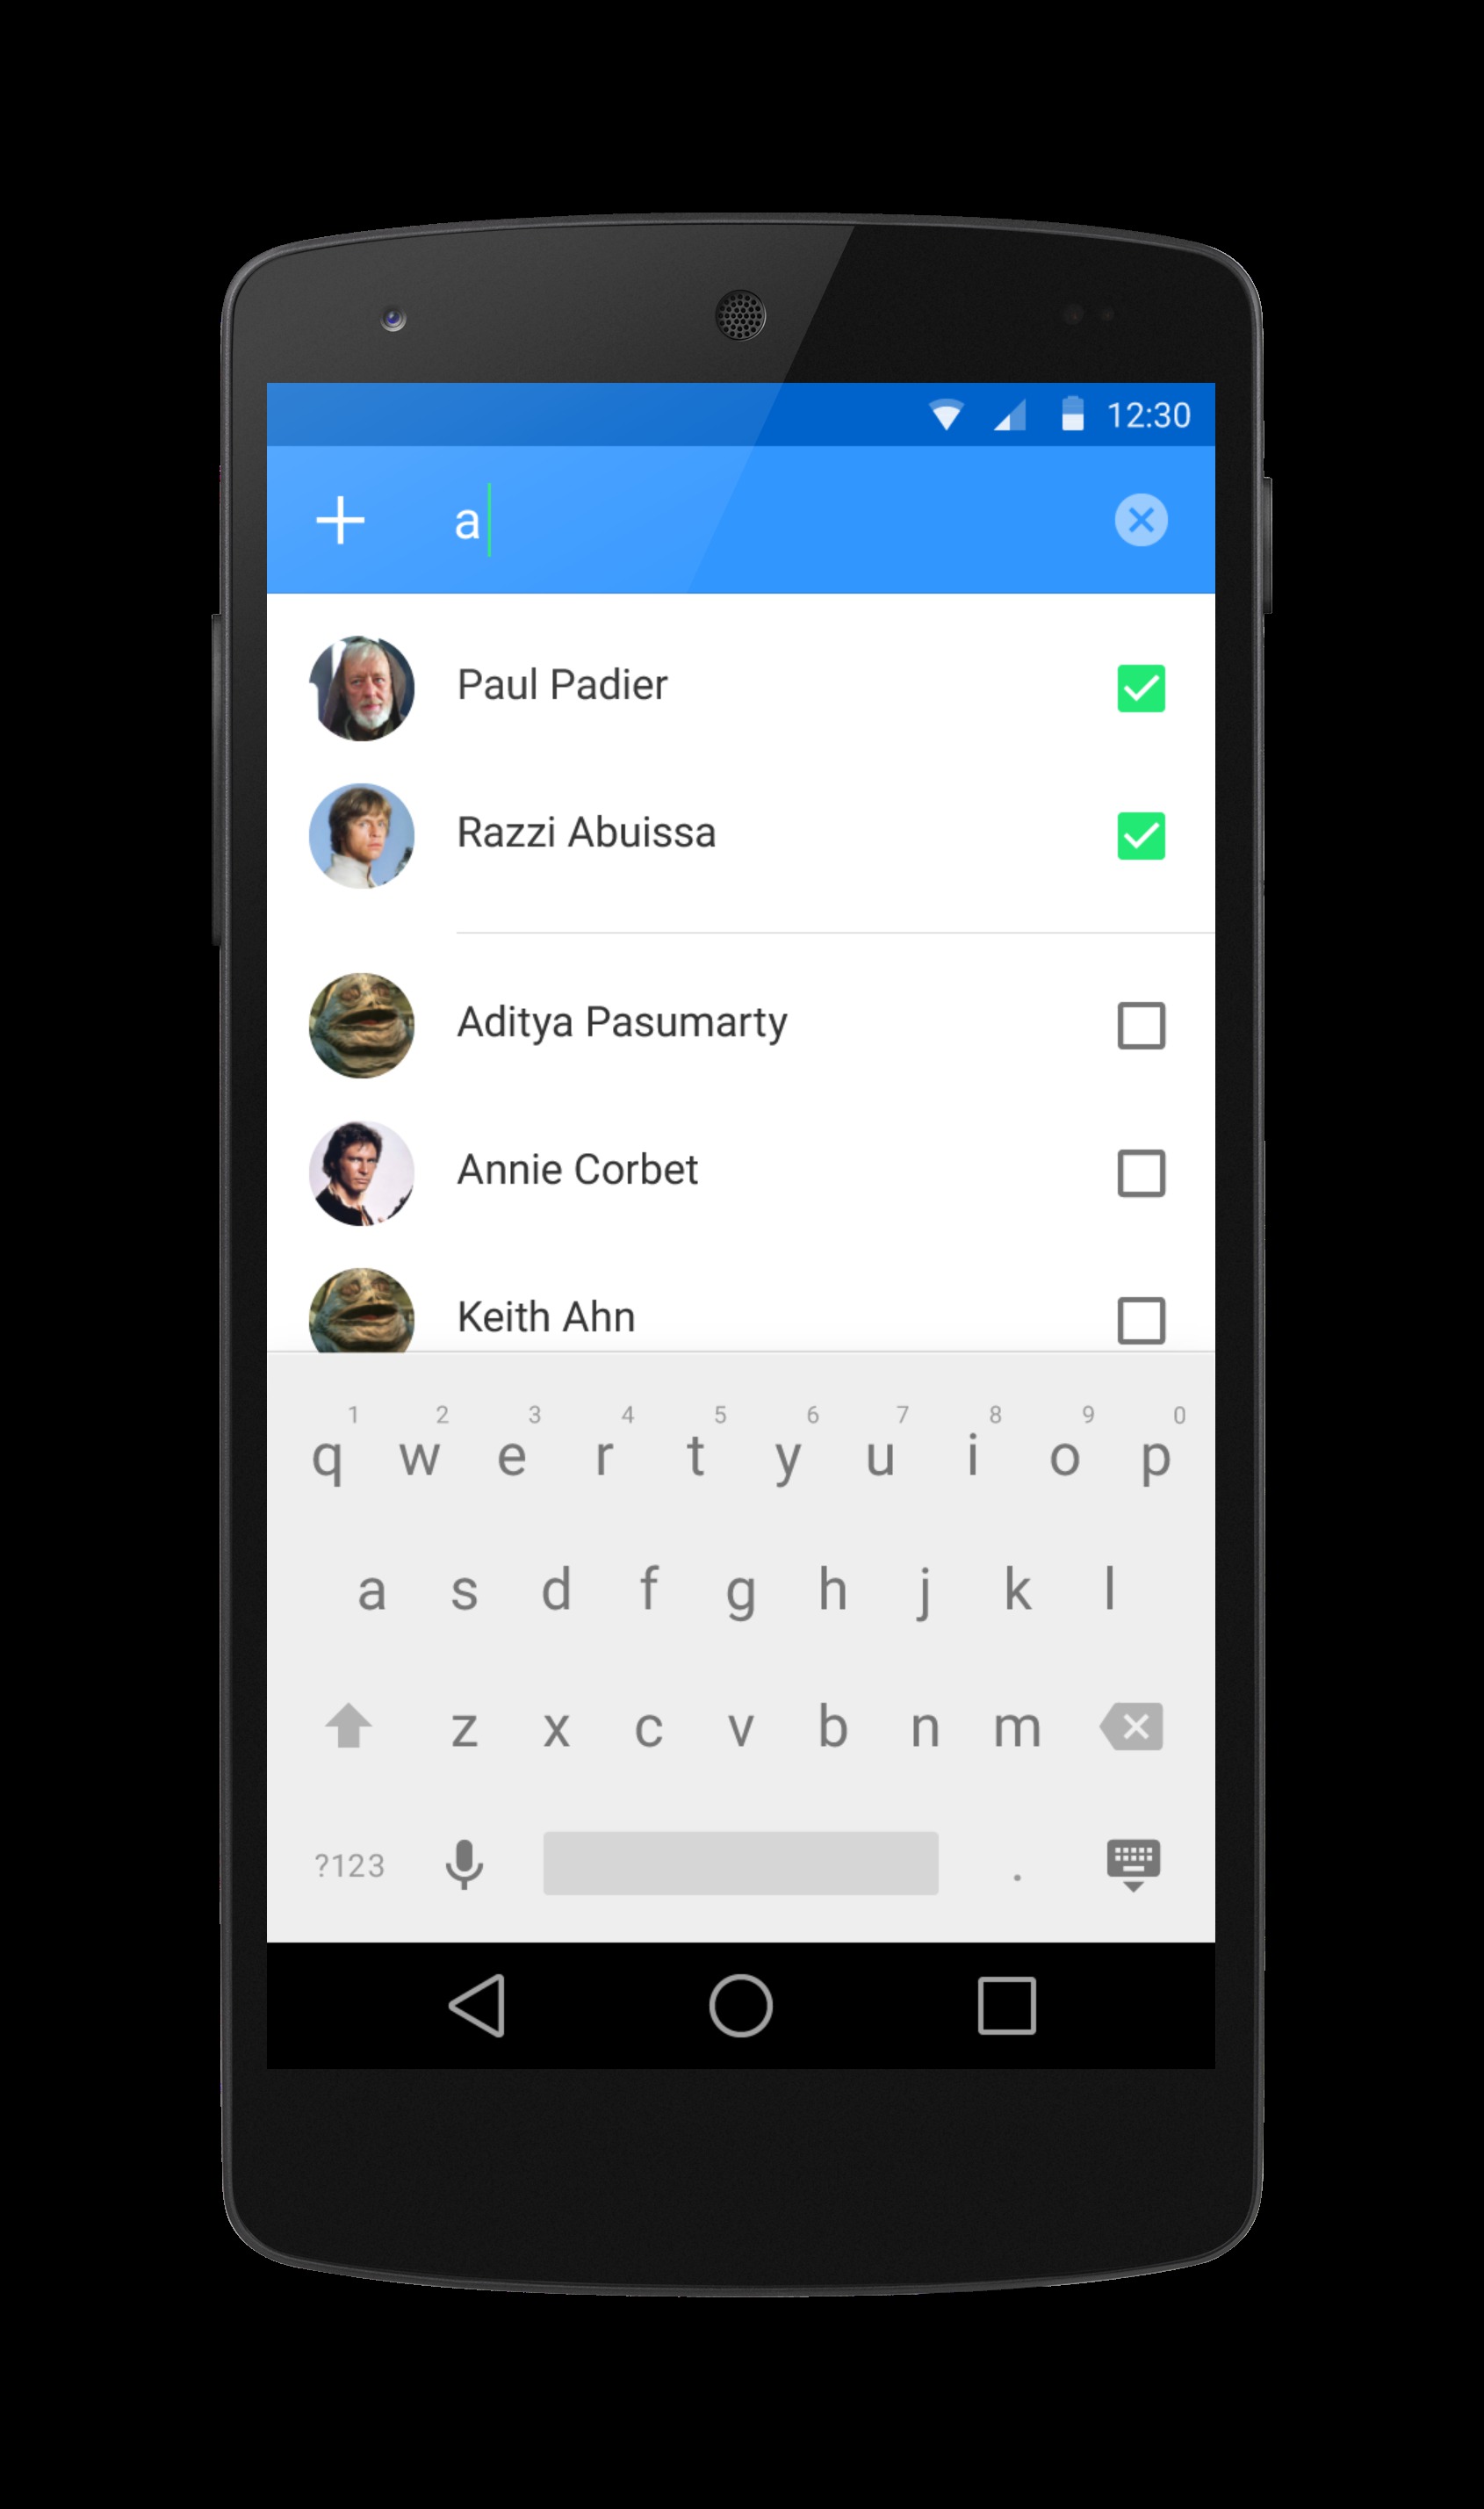 12:30
a
Paul Padier
Razzi Abuissa
Aditya Pasumarty
Annie Corbet
Keith Ahn
1 2 3 4 5 6 7 8 9 0
q w e r t y u i o p
a s d f g h j k l
z x c v b n m
?123 .